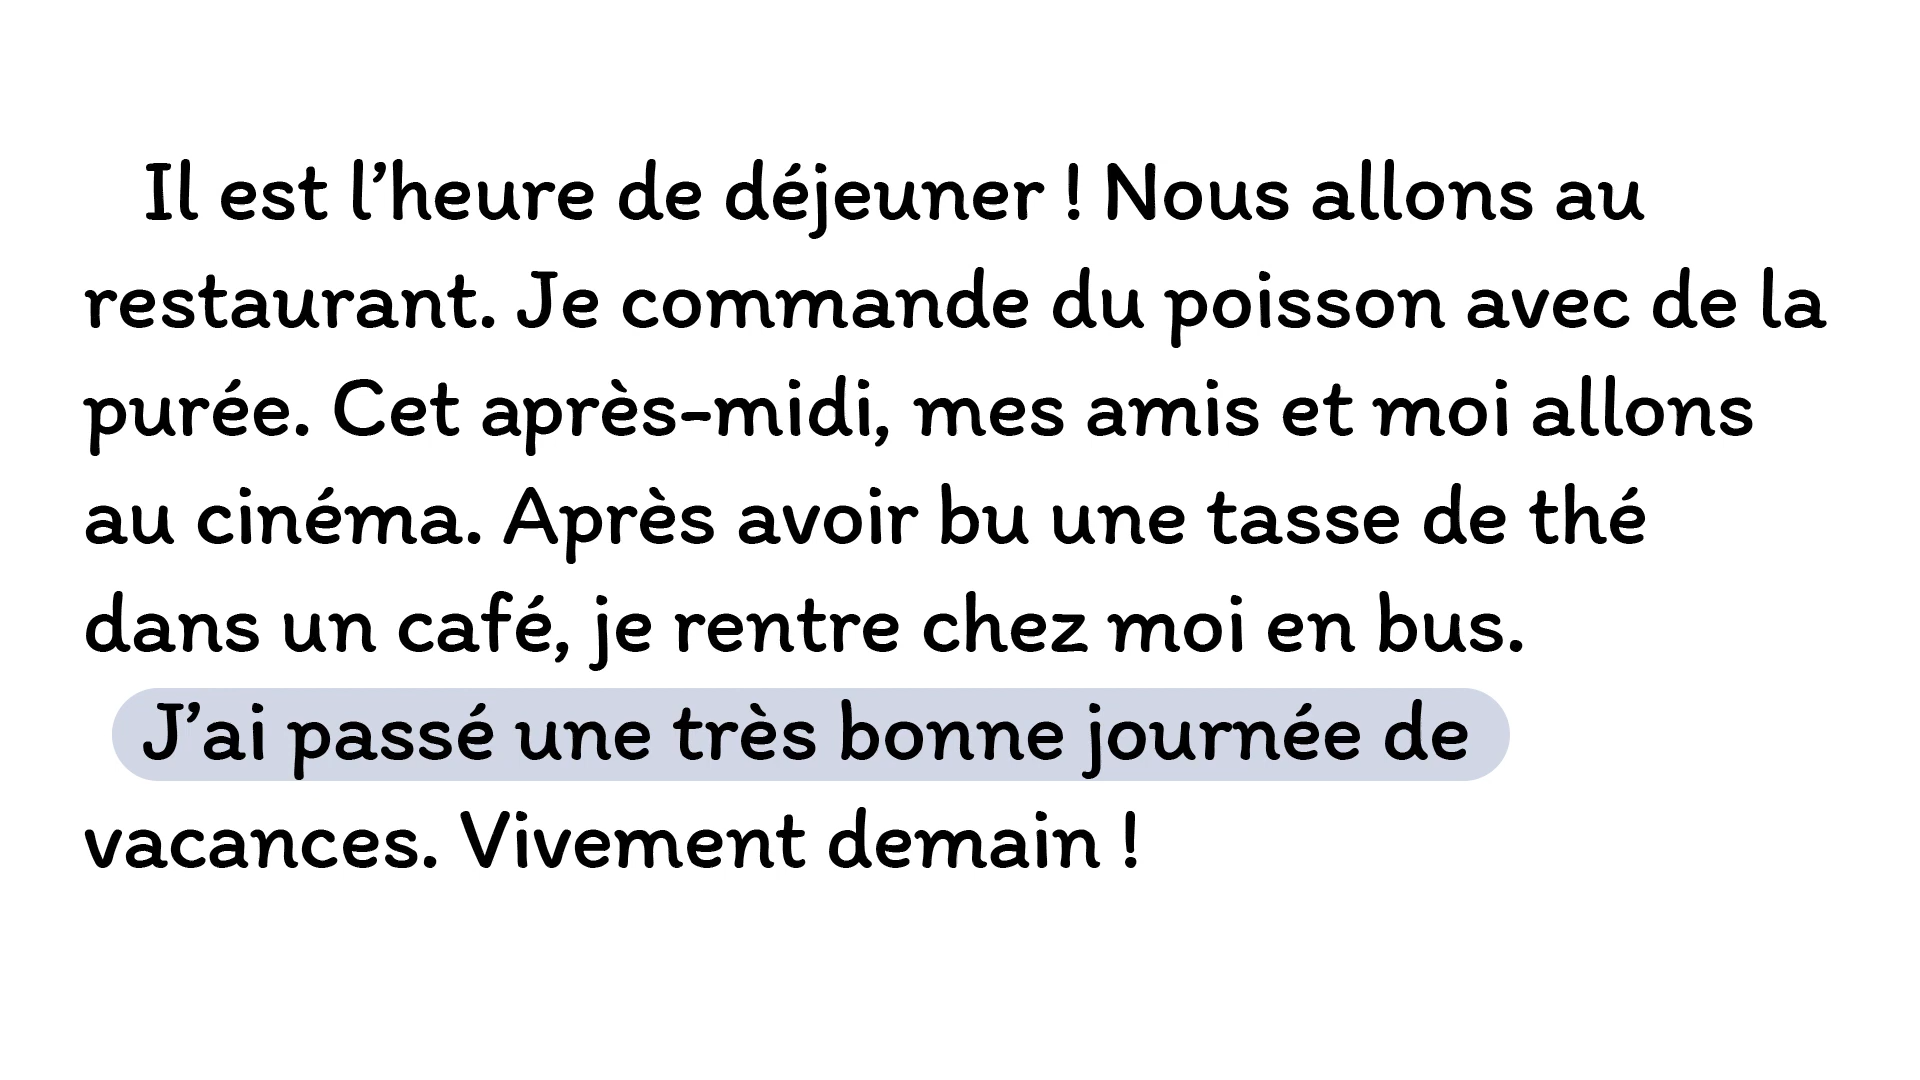 Il est l’heure de déjeuner ! Nous allons au
restaurant. Je commande du poisson avec de la
purée. Cet après-midi, mes amis et moi allons
au cinéma. Après avoir bu une tasse de thé
dans un café, je rentre chez moi en bus.
J’ai passé une très bonne journée de
vacances. Vivement demain !